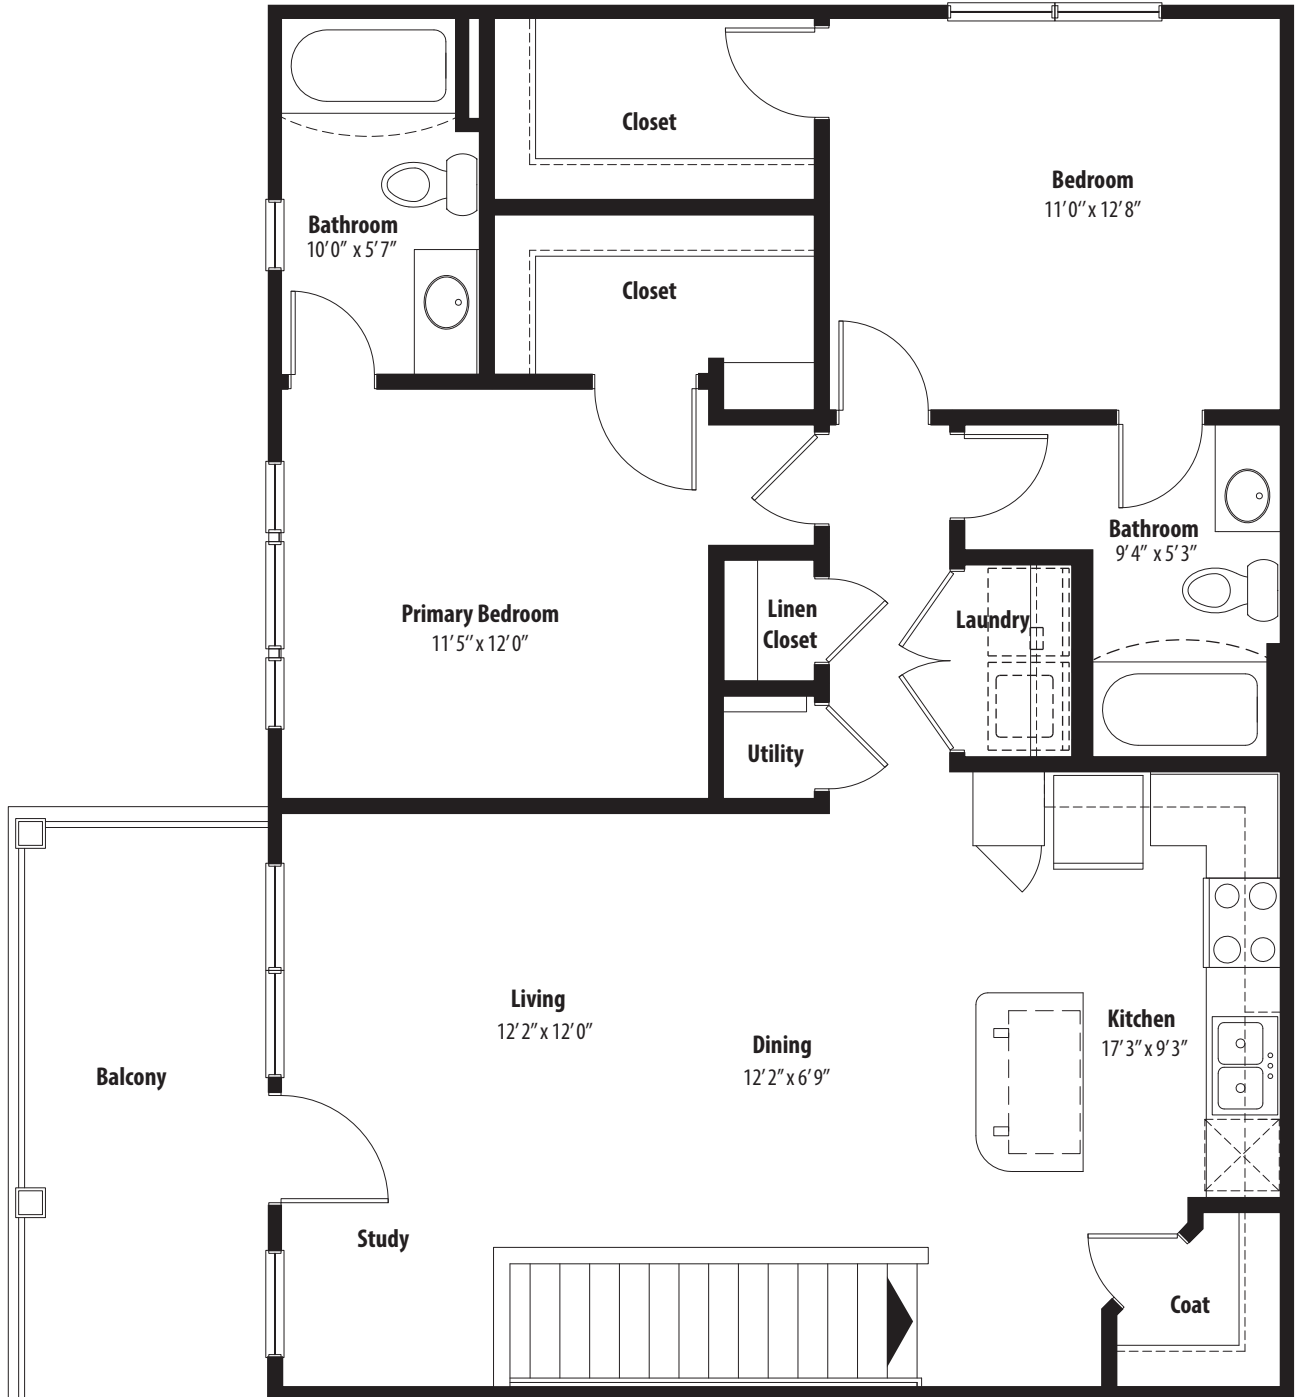 Closet
Bedroom
11'0'' x 12'8"
Bathroom
10'0" x 5'7"
Closet
Bathroom
9'4" x 5'3"
Primary Bedroom
11'5'' x 12'0"
Linen
Closet
Laundry
Utility
Living
12'2" x 12'0"
Dining
12'2" x 6'9"
Kitchen
17'3" x 9'3"
Balcony
Study
Coat